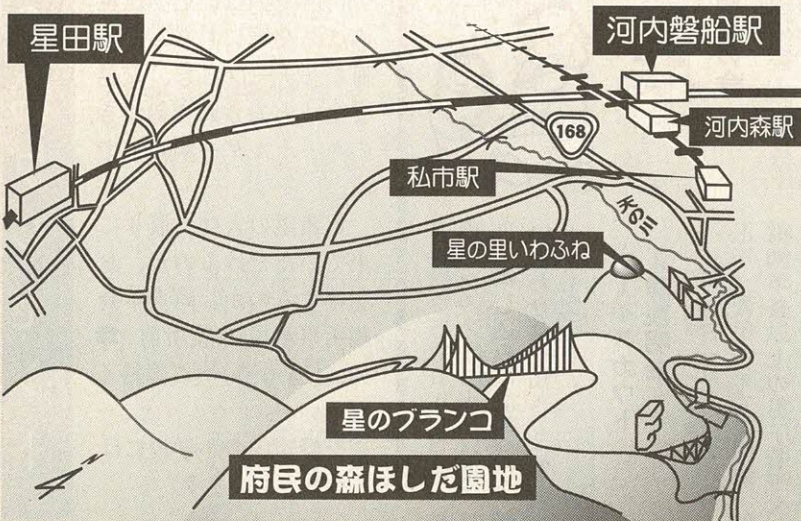 星田駅
河内磐船駅
168
河内森駅
私市駅
天の川
星の里いわふね
星のブランコ
府民の森ほしだ園地